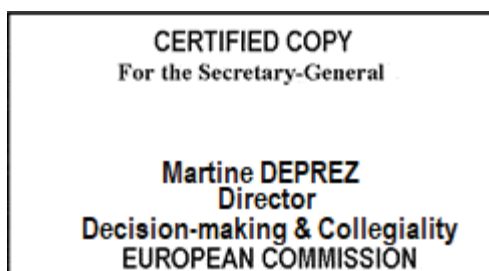 CERTIFIED COPY
For the Secretary-General
Martine DEPREZ
Director
Decision-making & Collegiality
EUROPEAN COMMISSION